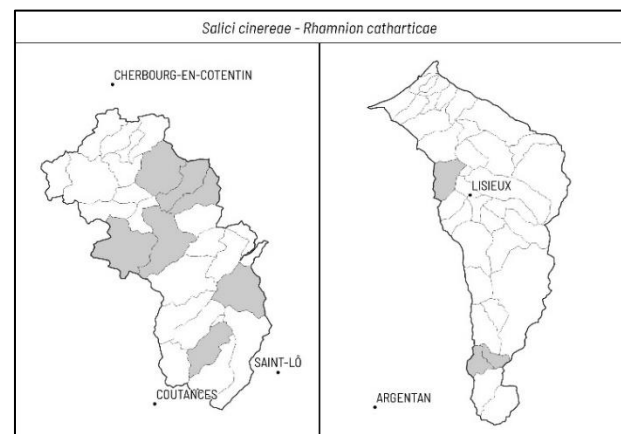 Salici cinereae - Rhamnion catharticae
CHERBOURG-EN-COTENTIN
LISIEUX
SAINT-LÔ
COUTANCES
ARGENTAN